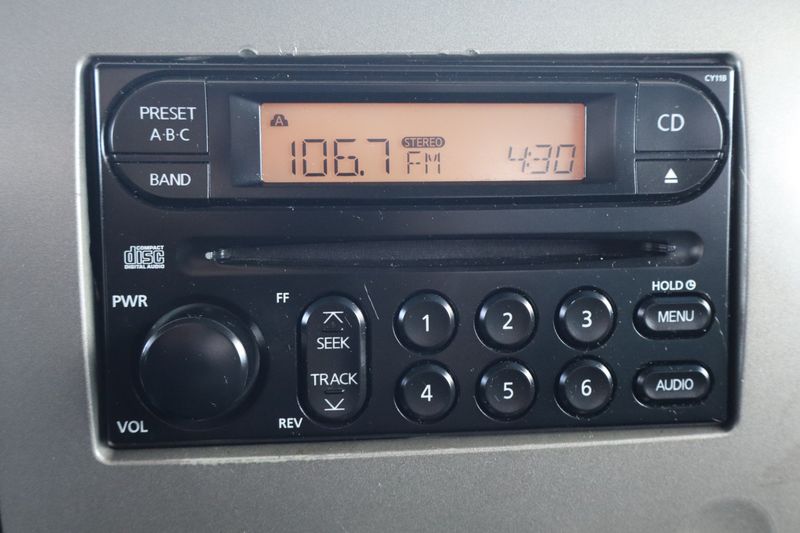 CY11B
PRESET
A·B·C
BAND
A
106.7
STEREO
FM
4:30
CD
COMPACT
disc
DIGITAL AUDIO
PWR
VOL
FF
SEEK
TRACK
REV
1 2 3
4 5 6
HOLD
MENU
AUDIO